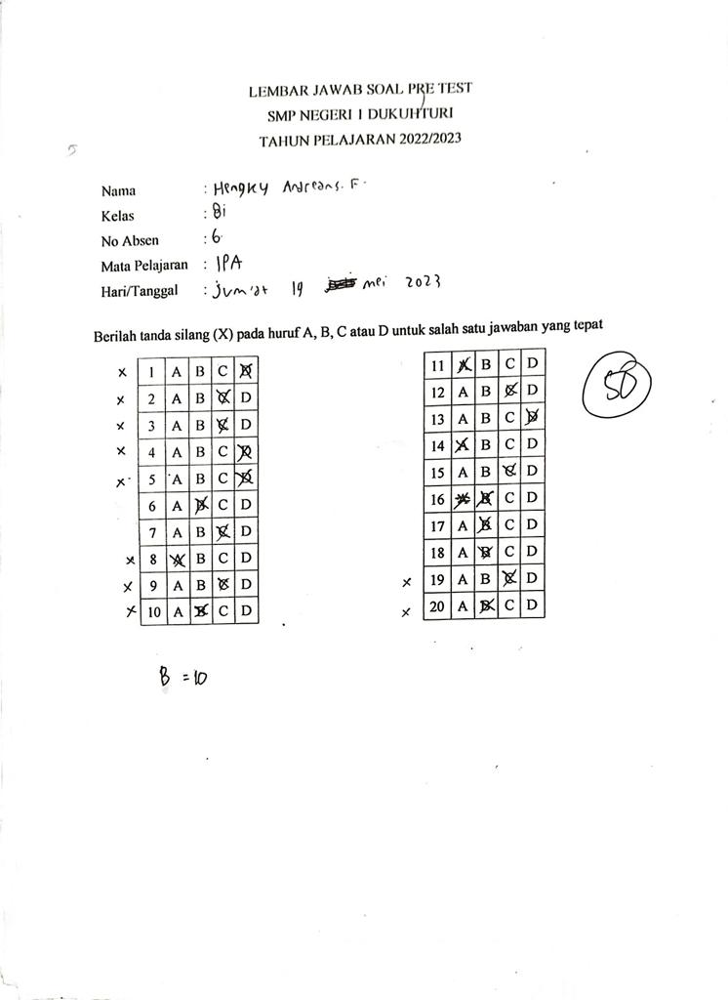 LEMBAR JAWAB SOAL PRE TEST
SMP NEGERI 1 DUKUHTURI
TAHUN PELAJARAN 2022/2023
5
Nama : Hengky Andreans. F.
Kelas : 8i
No Absen : 6
Mata Pelajaran : IPA
Hari/Tanggal : jum'at 19 mei 2023
Berilah tanda silang (X) pada huruf A, B, C atau D untuk salah satu jawaban yang tepat
x 1 A B C D
x 2 A B C D
x 3 A B C D
x 4 A B C D
x 5 A B C D
6 A B C D
7 A B C D
x 8 A B C D
x 9 A B C D
x 10 A B C D
11 A B C D
12 A B C D
13 A B C D
14 A B C D
15 A B C D
16 A B C D
17 A B C D
18 A B C D
x 19 A B C D
x 20 A B C D
50
B = 10